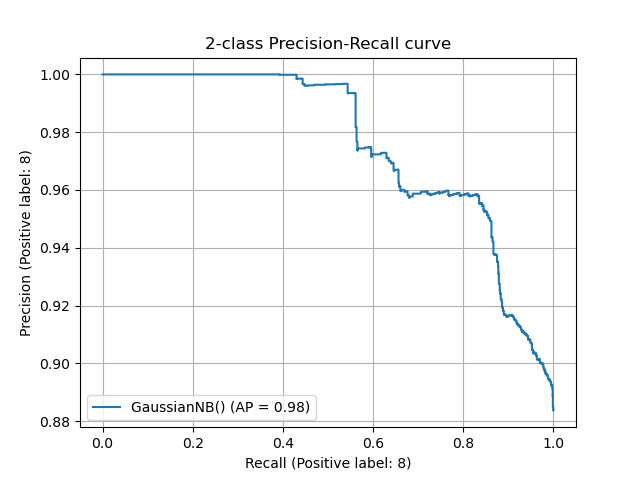 2-class Precision-Recall curve
1.00
0.98
0.96
0.94
0.92
0.90
0.88
Precision (Positive label: 8)
GaussianNB() (AP = 0.98)
0.0 0.2 0.4 0.6 0.8 1.0
Recall (Positive label: 8)